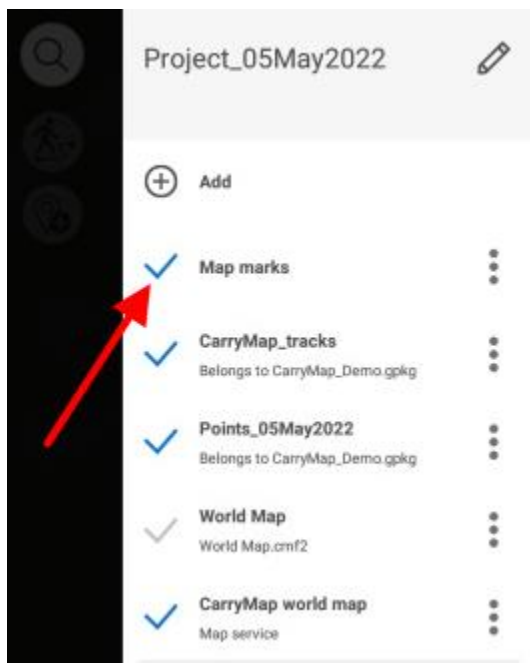 Project_05May2022
Add
Map marks
CarryMap_tracks
Belongs to CarryMap_Demo.gpkg
Points_05May2022
Belongs to CarryMap_Demo.gpkg
World Map
World Map.cmf2
CarryMap world map
Map service